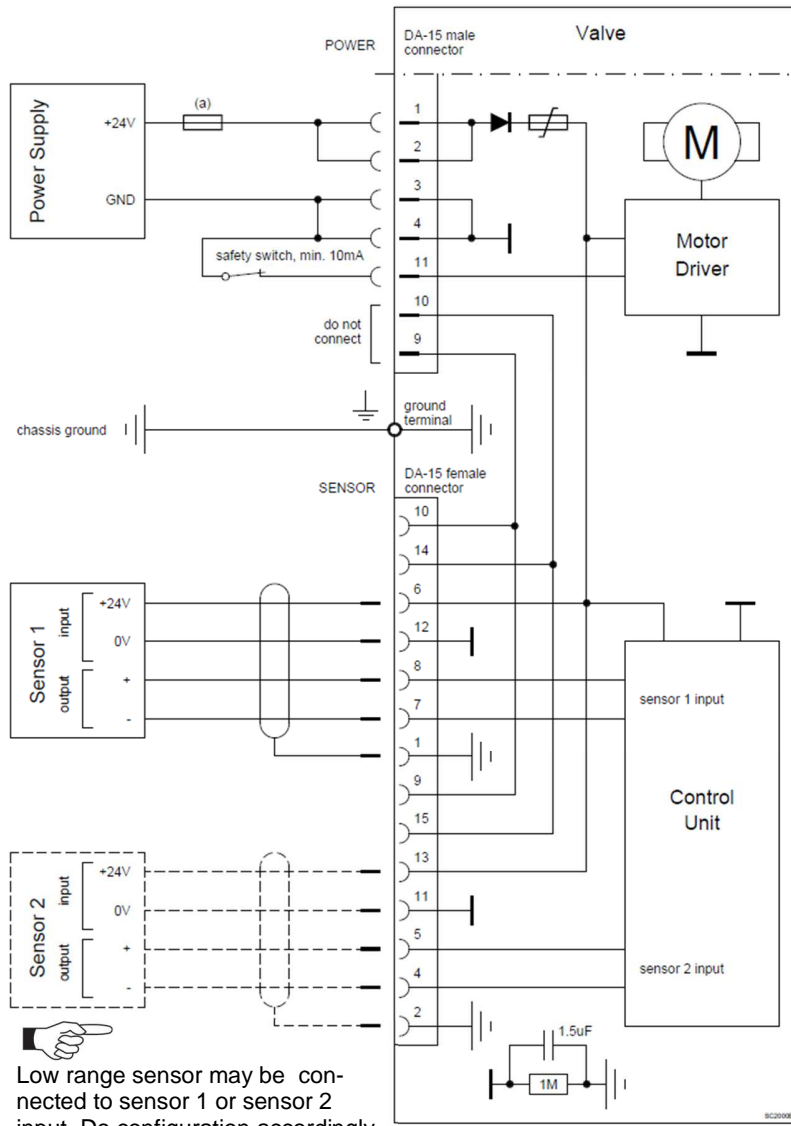 Valve
POWER
DA-15 male
connector
Power Supply
+24V
GND
(a)
1
2
3
4
11
10
9
safety switch, min. 10mA
do not
connect
M
Motor
Driver
chassis ground
ground
terminal
SENSOR
DA-15 female
connector
10
14
6
12
8
7
1
9
15
13
11
5
4
2
Sensor 1
input
output
+24V
0V
+
-
sensor 1 input
Control
Unit
sensor 2 input
Sensor 2
input
output
+24V
0V
+
-
1.5uF
1M
Low range sensor may be con-
nected to sensor 1 or sensor 2
input. Do configuration accordingly